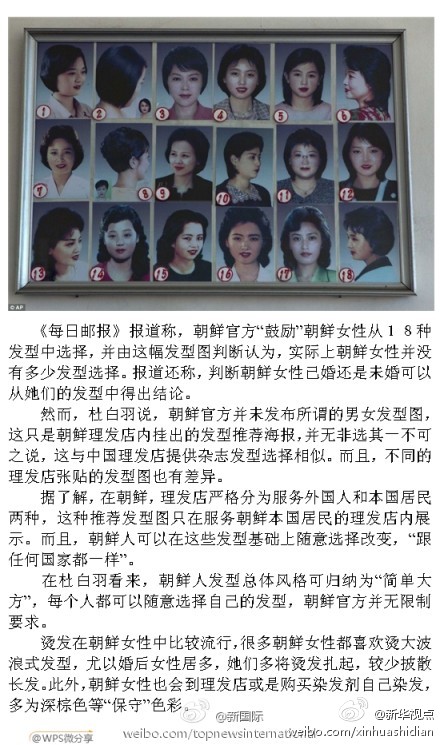 1
2
3
4
5
6
7
8
9
10
11
12
13
14
15
16
17
18
© AP
《每日邮报》报道称，朝鲜官方“鼓励”朝鲜女性从１８种
发型中选择，并由这幅发型图判断认为，实际上朝鲜女性并没
有多少发型选择。报道还称，判断朝鲜女性已婚还是未婚可以
从她们的发型中得出结论。
然而，杜白羽说，朝鲜官方并未发布所谓的男女发型图，
这只是朝鲜理发店内挂出的发型推荐海报，并无非选其一不可
之说，这与中国理发店提供杂志发型选择相似。而且，不同的
理发店张贴的发型图也有差异。
据了解，在朝鲜，理发店严格分为服务外国人和本国居民
两种，这种推荐发型图只在服务朝鲜本国居民的理发店内展
示。而且，朝鲜人可以在这些发型基础上随意选择改变，“跟
任何国家都一样”。
在杜白羽看来，朝鲜人发型总体风格可归纳为“简单大
方”，每个人都可以随意选择自己的发型，朝鲜官方并无限制
要求。
烫发在朝鲜女性中比较流行，很多朝鲜女性都喜欢烫大波
浪式发型，尤以婚后女性居多，她们多将烫发扎起，较少披散
长发。此外，朝鲜女性也会到理发店或是购买染发剂自己染发，
多为深棕色等“保守”色彩。
@新国际
@新华视点
@WPS微分享
weibo.com/topnewsinternation
weibo.com/xinhuashidian